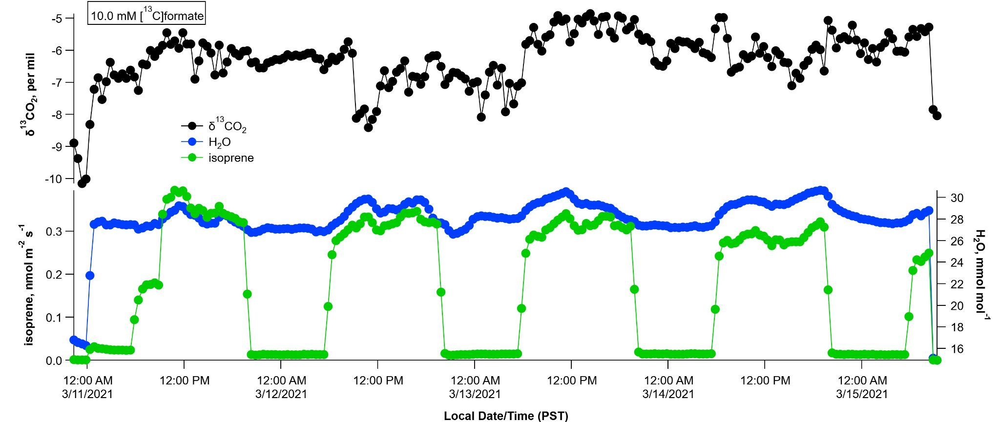 10.0 mM [¹³C]formate
-5
-6
-7
-8
-9
-10
δ¹³CO₂, per mil
δ¹³CO₂
H₂O
isoprene
0.3
0.2
0.1
0.0
isoprene, nmol m⁻² s⁻¹
30
28
26
24
22
20
18
16
H₂O, mmol mol⁻¹
12:00 AM 12:00 PM 12:00 AM 12:00 PM 12:00 AM 12:00 PM 12:00 AM 12:00 PM 12:00 AM
3/11/2021 3/12/2021 3/13/2021 3/14/2021 3/15/2021
Local Date/Time (PST)